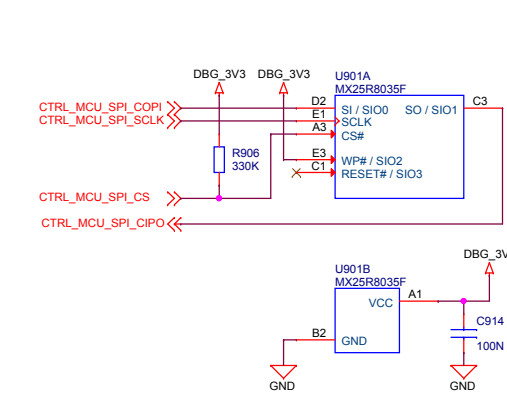 DBG_3V3 DBG_3V3
U901A
MX25R8035F
CTRL_MCU_SPI_COPI D2 SI / SIO0 SO / SIO1 C3
CTRL_MCU_SPI_SCLK E1 SCLK
A3 CS#
R906
330K
E3 WP# / SIO2
C1 RESET# / SIO3
CTRL_MCU_SPI_CS
CTRL_MCU_SPI_CIPO
DBG_3V
U901B
MX25R8035F
VCC A1
C914
100N
B2 GND
GND GND